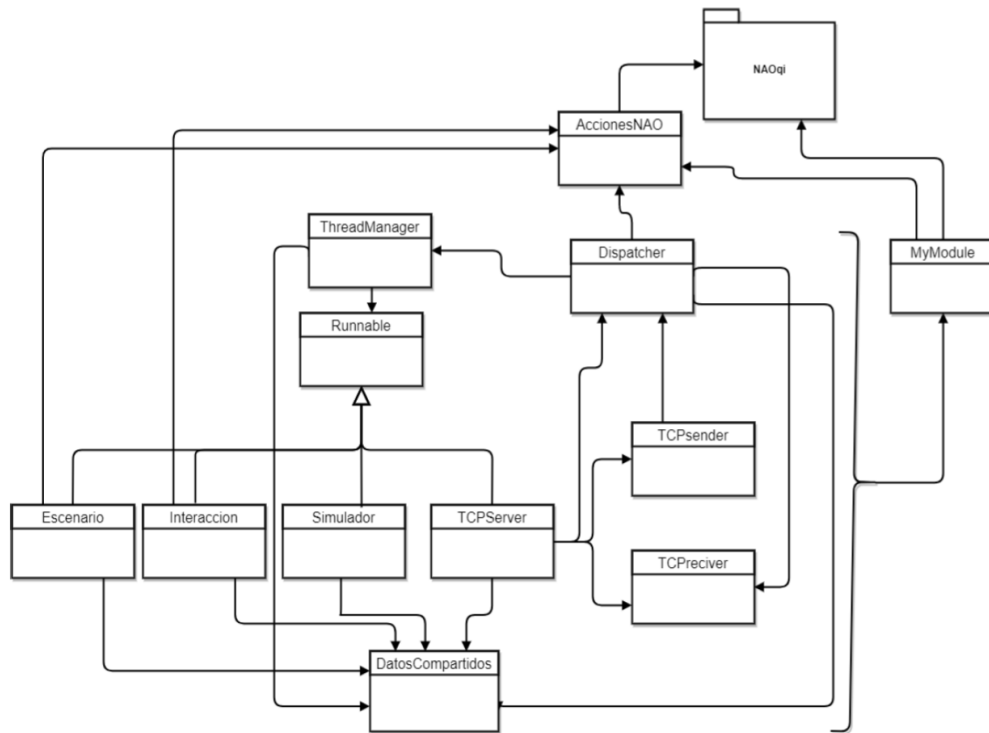 NAOqi
AccionesNAO
ThreadManager
Dispatcher
MyModule
Runnable
TCPsender
Escenario
Interaccion
Simulador
TCPServer
TCPreciver
DatosCompartidos